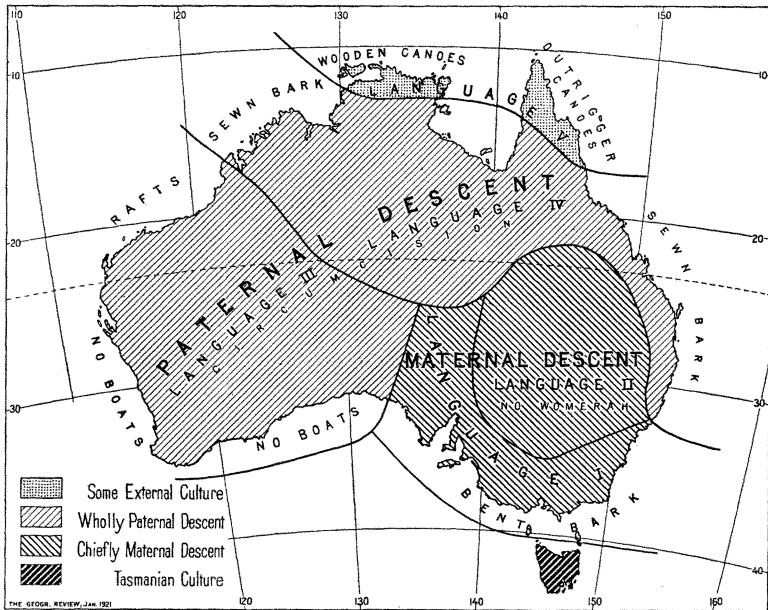 120
130
140
150
10
10
WOODEN CANOES
OUTRIGGER
CANOES
SEWN BARK
RAFTS
LANGUAGE V
PATERNAL DESCENT
LANGUAGE III
LANGUAGE IV
CIRCUMCISION
20
20
SEWN
BARK
NO BOATS
MATERNAL DESCENT
LANGUAGE II
NO WOMERAH
LANGUAGE I
30
30
NO BOATS
BENT BARK
Some External Culture
Wholly Paternal Descent
Chiefly Maternal Descent
Tasmanian Culture
40
THE GEOGR. REVIEW, JAN. 1921
110
120
130
140
150
160